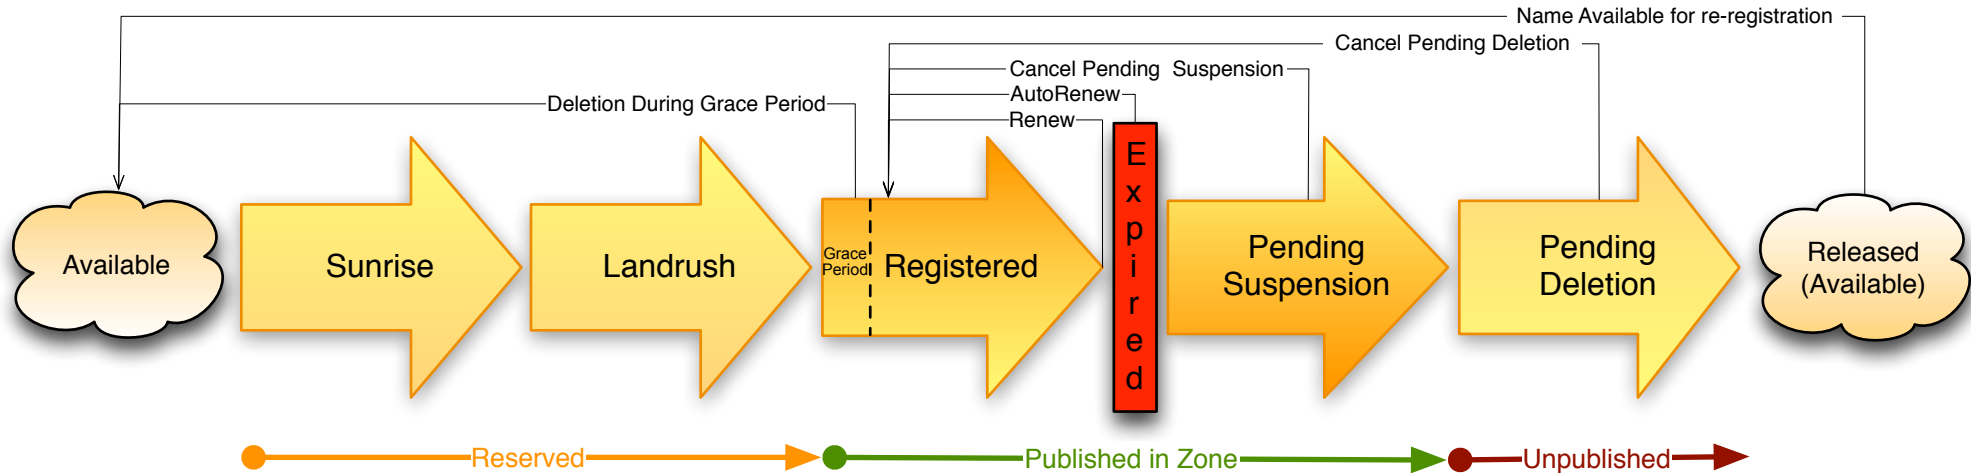 Name Available for re-registration
Cancel Pending Deletion
Cancel Pending Suspension
AutoRenew
Deletion During Grace Period
Renew
Available
Sunrise
Landrush
Grace
Period
Registered
Expired
Pending
Suspension
Pending
Deletion
Released
(Available)
Reserved
Published in Zone
Unpublished